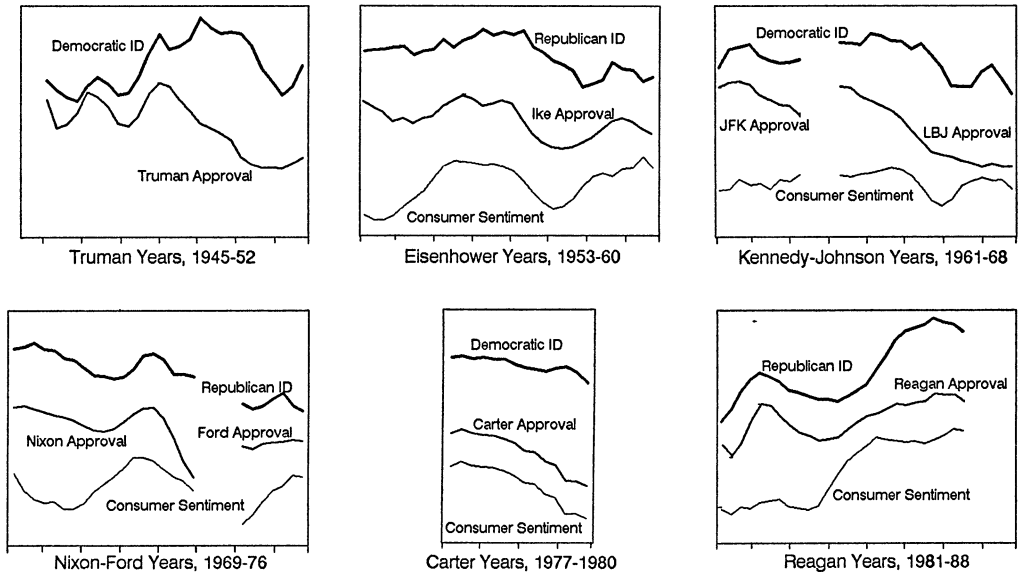 Democratic ID
Truman Approval
Truman Years, 1945-52
Republican ID
Ike Approval
Consumer Sentiment
Eisenhower Years, 1953-60
Democratic ID
JFK Approval
LBJ Approval
Consumer Sentiment
Kennedy-Johnson Years, 1961-68
Republican ID
Nixon Approval
Ford Approval
Consumer Sentiment
Nixon-Ford Years, 1969-76
Democratic ID
Carter Approval
Consumer Sentiment
Carter Years, 1977-1980
Republican ID
Reagan Approval
Consumer Sentiment
Reagan Years, 1981-88